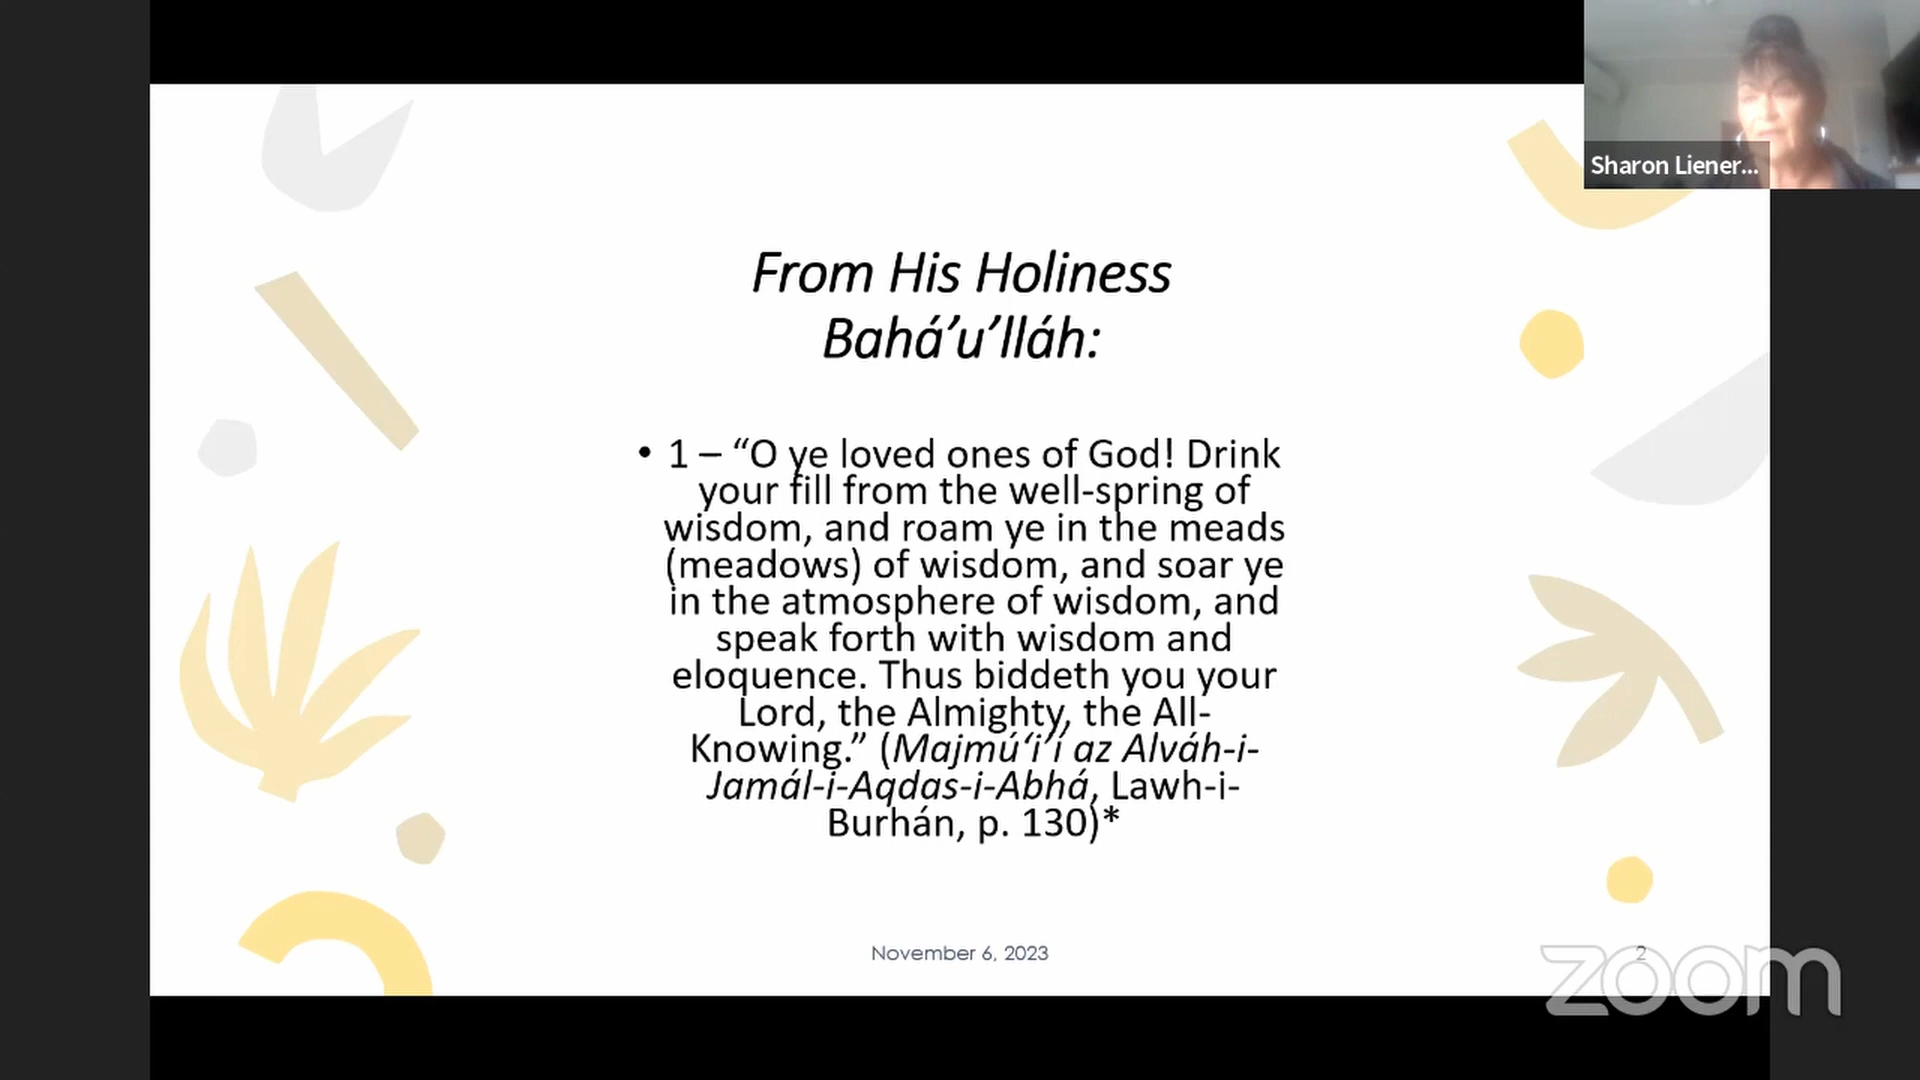 Sharon Liener...
From His Holiness
Bahá’u’lláh:
• 1 – “O ye loved ones of God! Drink
your fill from the well-spring of
wisdom, and roam ye in the meads
(meadows) of wisdom, and soar ye
in the atmosphere of wisdom, and
speak forth with wisdom and
eloquence. Thus biddeth you your
Lord, the Almighty, the All-
Knowing.” (Majmú‘i’í az Alváh-i-
Jamál-i-Aqdas-i-Abhá, Lawh-i-
Burhán, p. 130)*
November 6, 2023
2
zoom